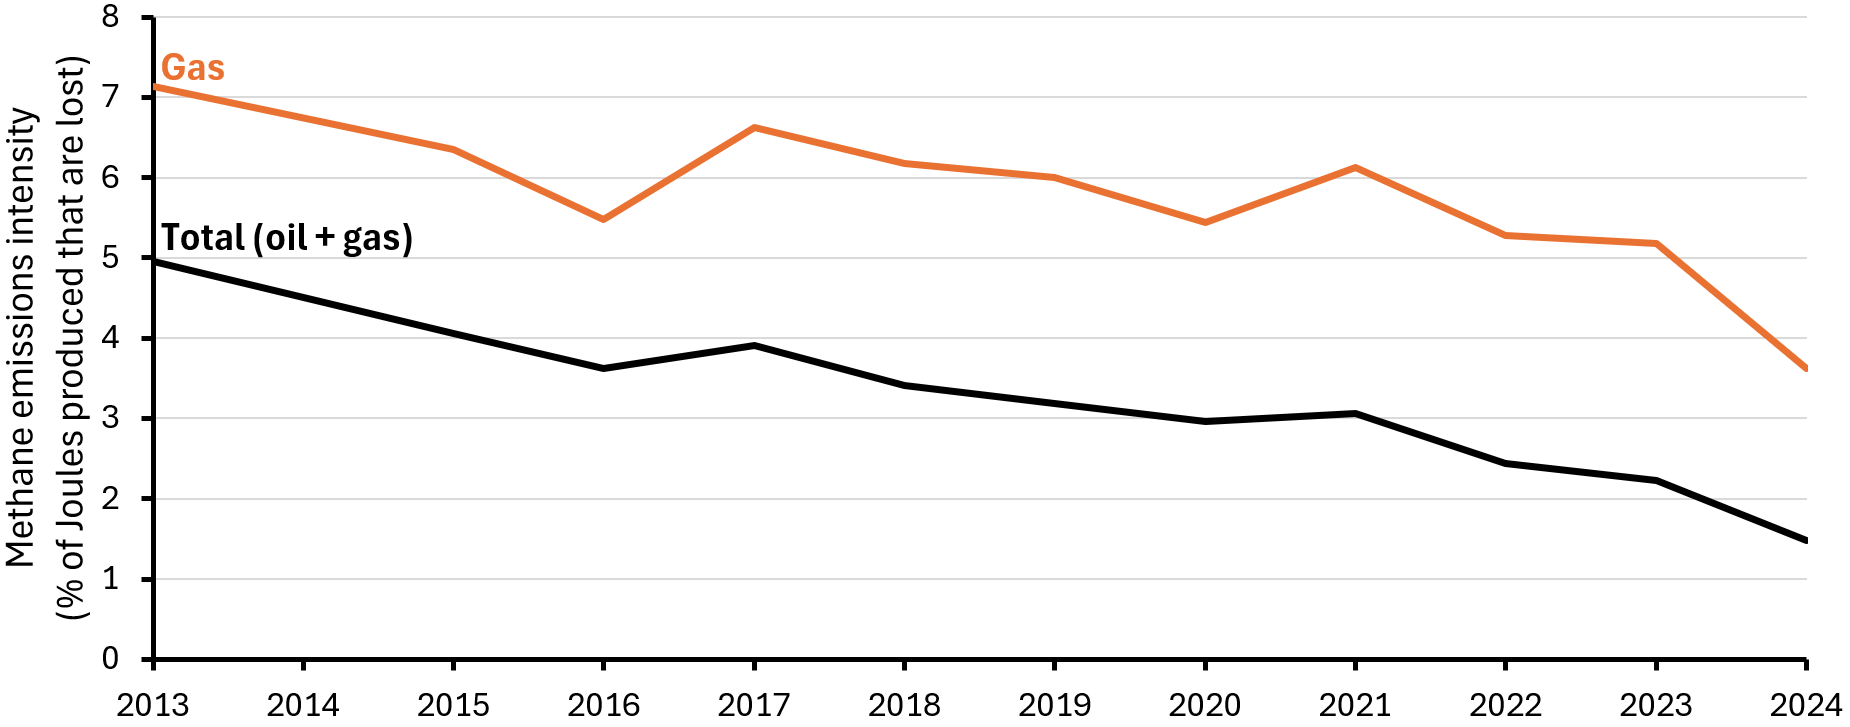 Methane emissions intensity
(% of Joules produced that are lost)
8
7
6
5
4
3
2
1
0
Gas
Total (oil + gas)
2013 2014 2015 2016 2017 2018 2019 2020 2021 2022 2023 2024